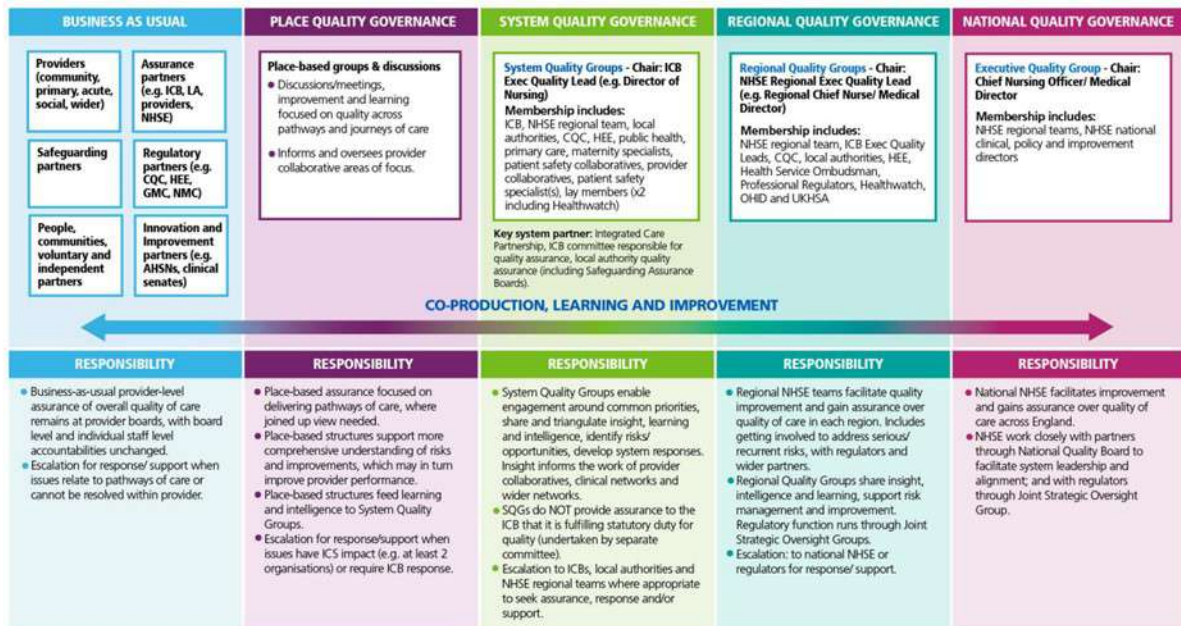 BUSINESS AS USUAL
Providers
(community,
primary, acute,
social, wider)
Assurance
partners
(e.g. ICB, LA,
providers,
NHSE)
Safeguarding
partners
Regulatory
partners (e.g.
CQC, HEE,
GMC, NMC)
People,
communities,
voluntary and
independent
partners
Innovation and
Improvement
partners (e.g.
AHSNs, clinical
senates)
PLACE QUALITY GOVERNANCE
Place-based groups & discussions
• Discussions/meetings,
improvement and learning
focused on quality across
pathways and journeys of care
• Informs and oversees provider
collaborative areas of focus.
SYSTEM QUALITY GOVERNANCE
System Quality Groups - Chair: ICB
Exec Quality Lead (e.g. Director of
Nursing)
Membership includes:
ICB, NHSE regional team, local
authorities, CQC, HEE, public health,
primary care, maternity specialists,
patient safety collaboratives, provider
collaboratives, patient safety
specialist(s), lay members (x2
including Healthwatch)
Key system partner: Integrated Care
Partnership, ICB committee responsible for
quality assurance, local authority quality
assurance (including Safeguarding Assurance
Boards).
REGIONAL QUALITY GOVERNANCE
Regional Quality Groups - Chair:
NHSE Regional Exec Quality Lead
(e.g. Regional Chief Nurse/ Medical
Director)
Membership includes:
NHSE regional team, ICB Exec Quality
Leads, CQC, local authorities, HEE,
Health Service Ombudsman,
Professional Regulators, Healthwatch,
OHID and UKHSA
NATIONAL QUALITY GOVERNANCE
Executive Quality Group - Chair:
Chief Nursing Officer/ Medical
Director
Membership includes:
NHSE regional teams, NHSE national
clinical, policy and improvement
directors
CO-PRODUCTION, LEARNING AND IMPROVEMENT
RESPONSIBILITY
• Business-as-usual provider-level
assurance of overall quality of care
remains at provider boards, with board
level and individual staff level
accountabilities unchanged.
• Escalation for response/ support when
issues relate to pathways of care or
cannot be resolved within provider.
RESPONSIBILITY
• Place-based assurance focused on
delivering pathways of care, where
joined up view needed.
• Place-based structures support more
comprehensive understanding of risks
and improvements, which may in turn
improve provider performance.
• Place-based structures feed learning
and intelligence to System Quality
Groups.
• Escalation for response/support when
issues have ICS impact (e.g. at least 2
organisations) or require ICB response.
RESPONSIBILITY
• System Quality Groups enable
engagement around common priorities,
share and triangulate insight, learning
and intelligence, identify risks/
opportunities, develop system responses.
Insight informs the work of provider
collaboratives, clinical networks and
wider networks.
• SQGs do NOT provide assurance to the
ICB that it is fulfilling statutory duty for
quality (undertaken by separate
committee).
• Escalation to ICBs, local authorities and
NHSE regional teams where appropriate
to seek assurance, response and/or
support.
RESPONSIBILITY
• Regional NHSE teams facilitate quality
improvement and gain assurance over
quality of care in each region. Includes
getting involved to address serious/
recurrent risks, with regulators and
wider partners.
• Regional Quality Groups share insight,
intelligence and learning, support risk
management and improvement.
Regulatory function runs through Joint
Strategic Oversight Groups.
• Escalation: to national NHSE or
regulators for response/ support.
RESPONSIBILITY
• National NHSE facilitates improvement
and gains assurance over quality of
care across England.
• NHSE work closely with partners
through National Quality Board to
facilitate system leadership and
alignment; and with regulators
through Joint Strategic Oversight
Group.